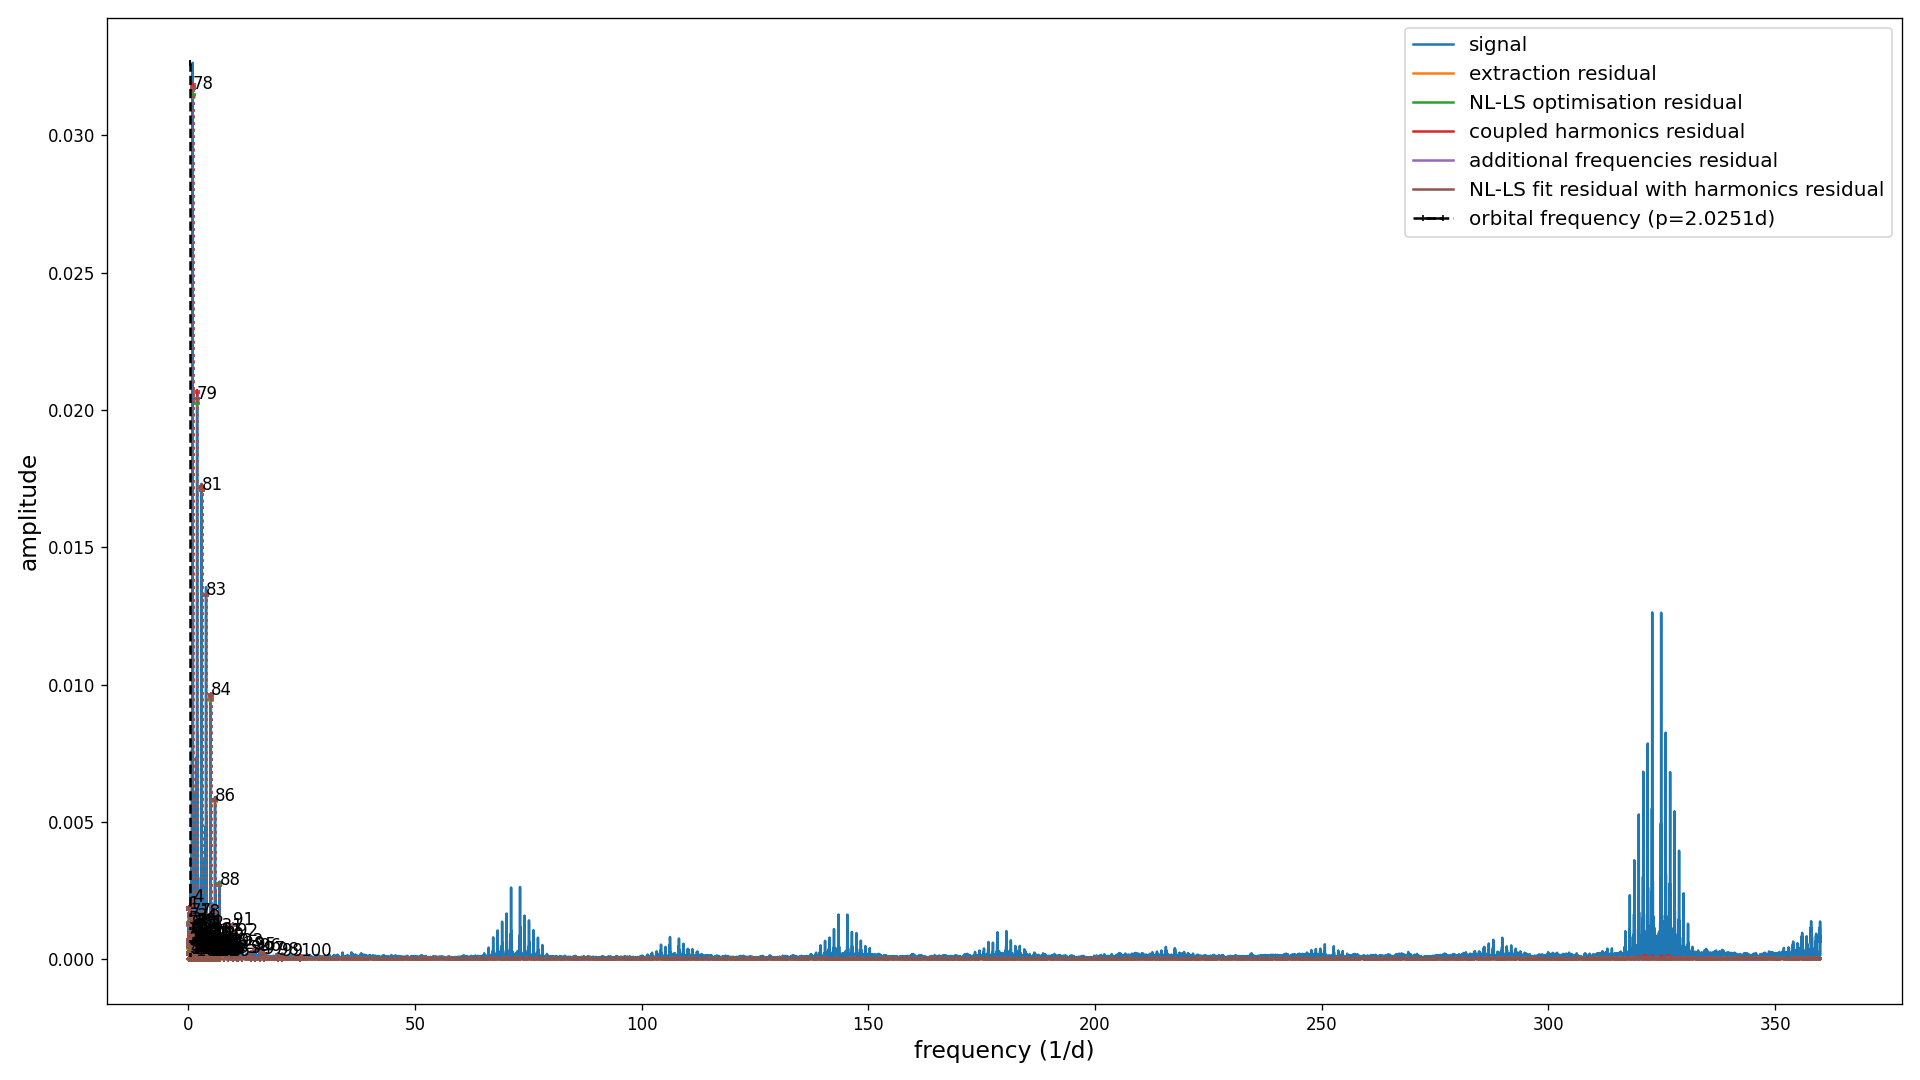 signal
extraction residual
NL-LS optimisation residual
coupled harmonics residual
additional frequencies residual
NL-LS fit residual with harmonics residual
orbital frequency (p=2.0251d)
78
79
81
83
84
86
88
4
91
100
0.030
0.025
0.020
0.015
0.010
0.005
0.000
amplitude
0
50
100
150
200
250
300
350
frequency (1/d)